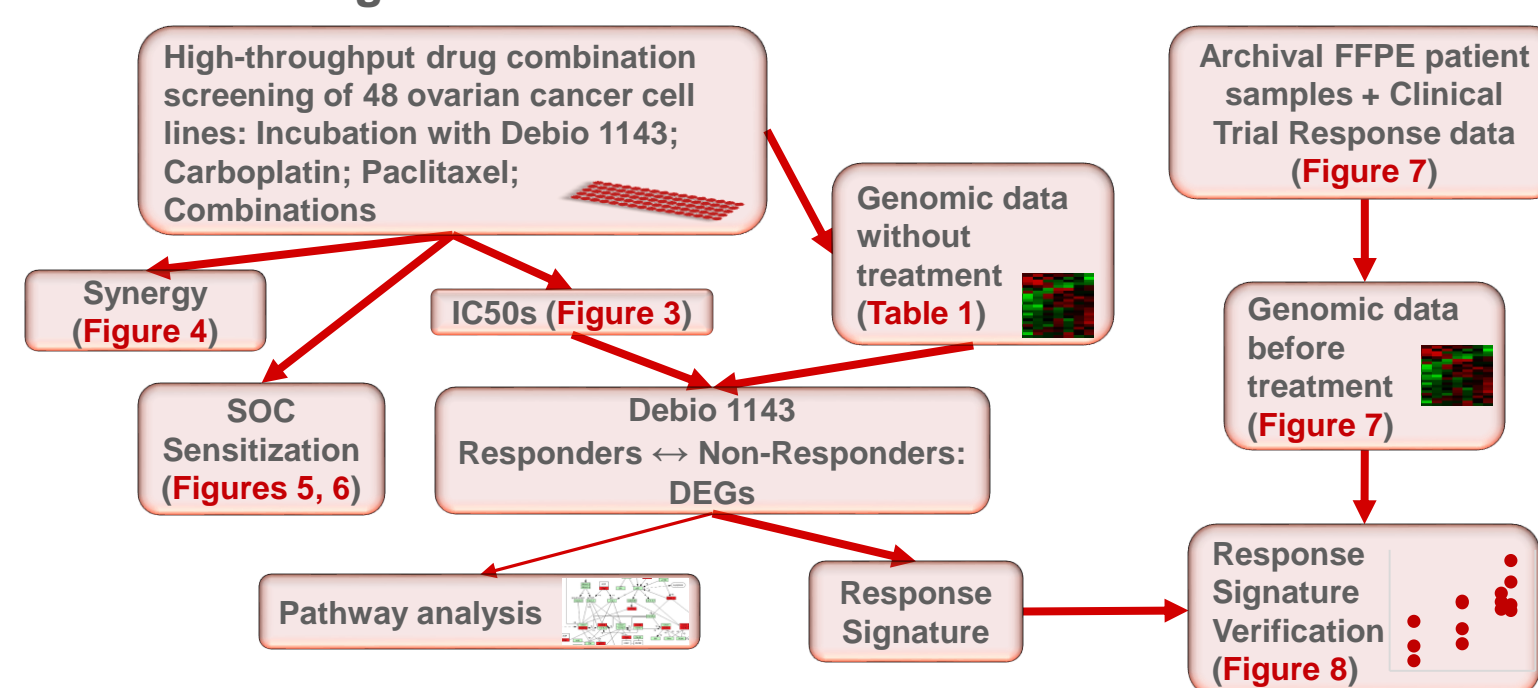 High-throughput drug combination
screening of 48 ovarian cancer cell
lines: Incubation with Debio 1143;
Carboplatin; Paclitaxel;
Combinations
Archival FFPE patient
samples + Clinical
Trial Response data
(Figure 7)
Genomic data
without
treatment
(Table 1)
Synergy
(Figure 4)
IC50s (Figure 3)
Genomic data
before
treatment
(Figure 7)
SOC
Sensitization
(Figures 5, 6)
Debio 1143
Responders ↔ Non-Responders:
DEGs
Pathway analysis
Response
Signature
Response
Signature
Verification
(Figure 8)